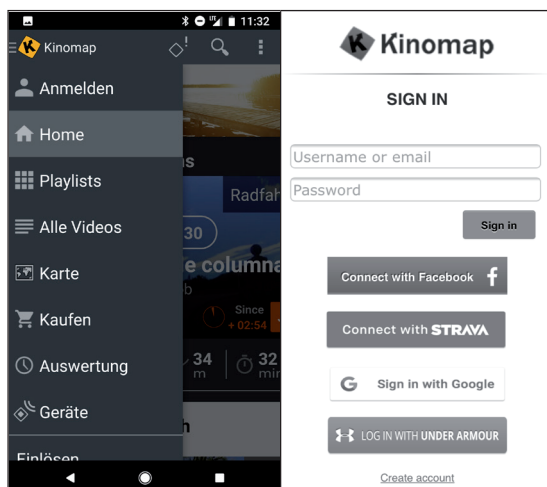 11:32
Kinomap
Anmelden
Home
Playlists
Alle Videos
Karte
Kaufen
Auswertung
Geräte
Einlösen
Radfah
30
e columna
Since
+ 02:54
34
m
32
min
h
Kinomap
SIGN IN
Username or email
Password
Sign in
Connect with Facebook
Connect with STRAVA
Sign in with Google
LOG IN WITH UNDER ARMOUR
Create account